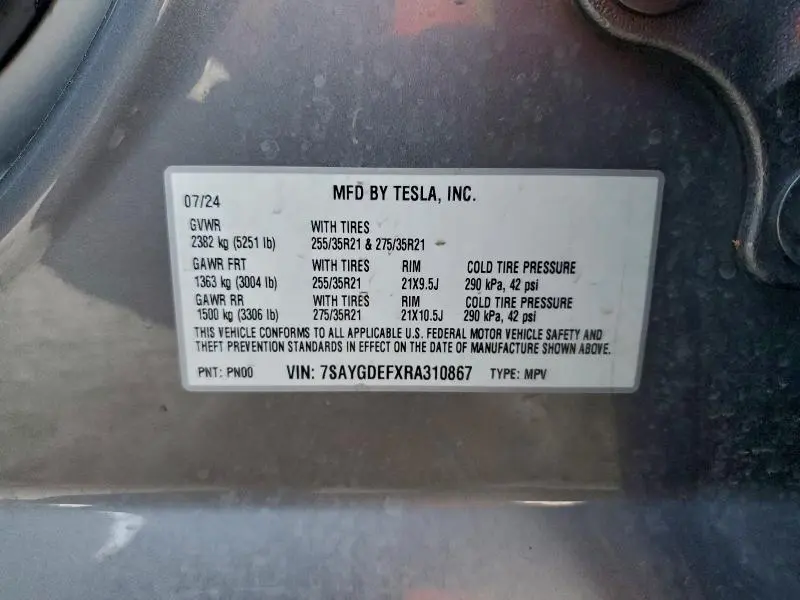 MFD BY TESLA, INC.
07/24
GVWR WITH TIRES
2382 kg (5251 lb) 255/35R21 & 275/35R21
GAWR FRT WITH TIRES RIM COLD TIRE PRESSURE
1363 kg (3004 lb) 255/35R21 21X9.5J 290 kPa, 42 psi
GAWR RR WITH TIRES RIM COLD TIRE PRESSURE
1500 kg (3306 lb) 275/35R21 21X10.5J 290 kPa, 42 psi
THIS VEHICLE CONFORMS TO ALL APPLICABLE U.S. FEDERAL MOTOR VEHICLE SAFETY AND
THEFT PREVENTION STANDARDS IN EFFECT ON THE DATE OF MANUFACTURE SHOWN ABOVE.
PNT: PN00 VIN: 7SAYGDEFXRA310867 TYPE: MPV